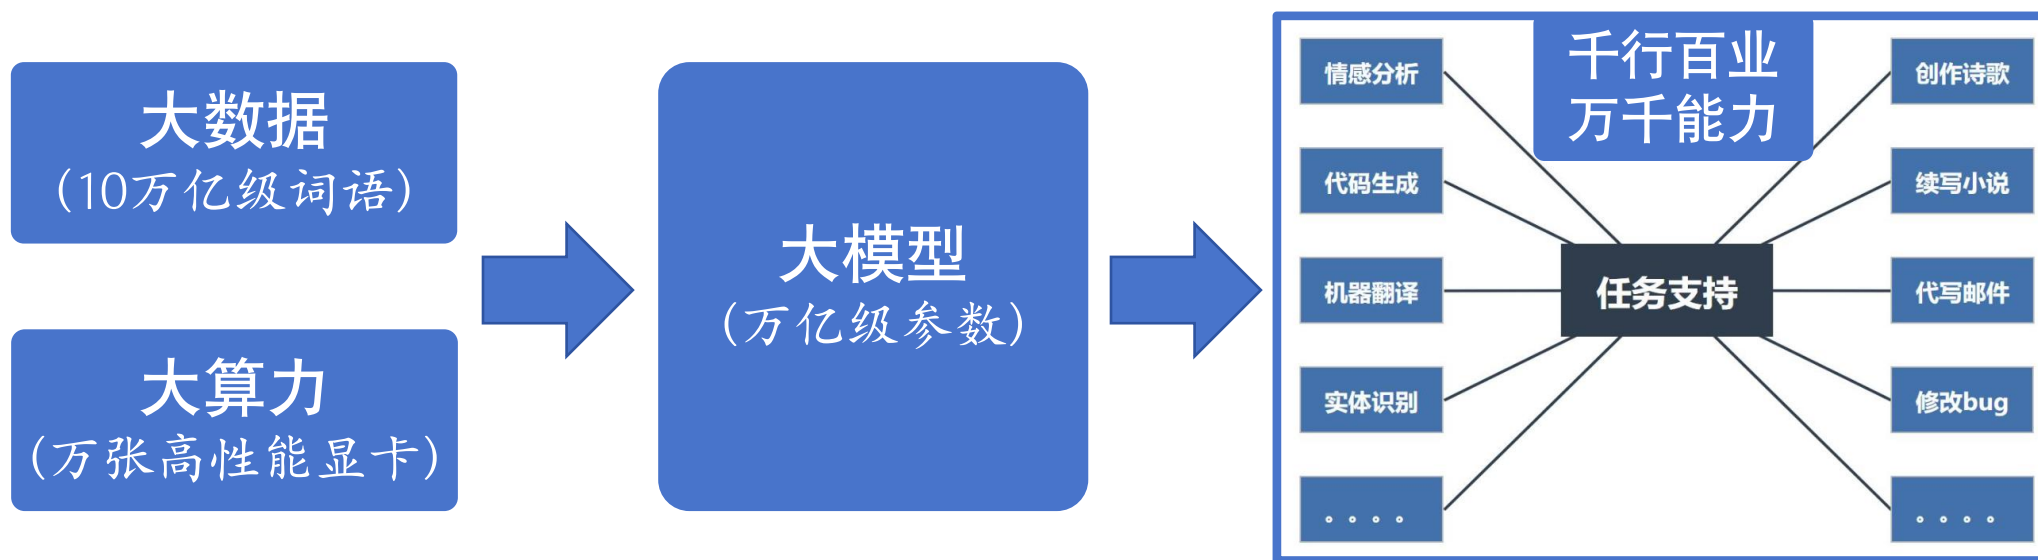 大数据
（10万亿级词语）
大算力
（万张高性能显卡）
大模型
（万亿级参数）
千行百业
万千能力
情感分析
代码生成
机器翻译
实体识别
。。。。
任务支持
创作诗歌
续写小说
代写邮件
修改bug
。。。。